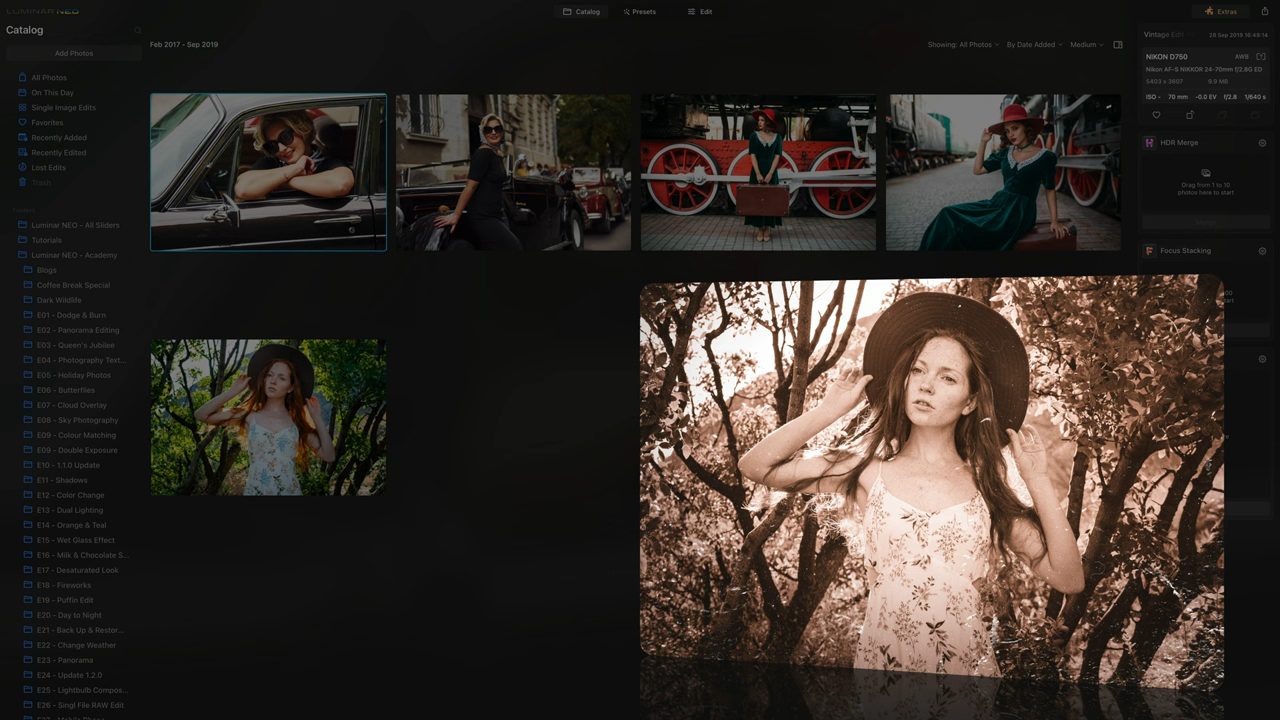 LUMINAR NEO
Catalog
Presets
Edit
Extras
Catalog
Add Photos
Feb 2017 - Sep 2019
Showing: All Photos
By Date Added
Medium
Vintage Edit
28 Sep 2019 16:49:14
NIKON D750
AWB
Nikon AF-S NIKKOR 24-70mm f/2.8G ED
5403 x 3607
9.9 MB
ISO -
70 mm
-0.0 EV
f/2.8
1/640 s
HDR Merge
Drag from 1 to 10
photos here to start
Focus Stacking
All Photos
On This Day
Single Image Edits
Favorites
Recently Added
Recently Edited
Lost Edits
Trash
Luminar NEO - All Sliders
Tutorials
Luminar NEO - Academy
Blogs
Coffee Break Special
Dark Wildlife
E01 - Dodge & Burn
E02 - Panorama Editing
E03 - Queen's Jubilee
E04 - Photography Text...
E05 - Holiday Photos
E06 - Butterflies
E07 - Cloud Overlay
E08 - Sky Photography
E09 - Colour Matching
E09 - Double Exposure
E10 - 1.1.0 Update
E11 - Shadows
E12 - Color Change
E13 - Dual Lighting
E14 - Orange & Teal
E15 - Wet Glass Effect
E16 - Milk & Chocolate S...
E17 - Desaturated Look
E18 - Fireworks
E19 - Puffin Edit
E20 - Day to Night
E21 - Back Up & Restor...
E22 - Change Weather
E23 - Panorama
E24 - Update 1.2.0
E25 - Lightbulb Compos...
E26 - Singl File RAW Edit